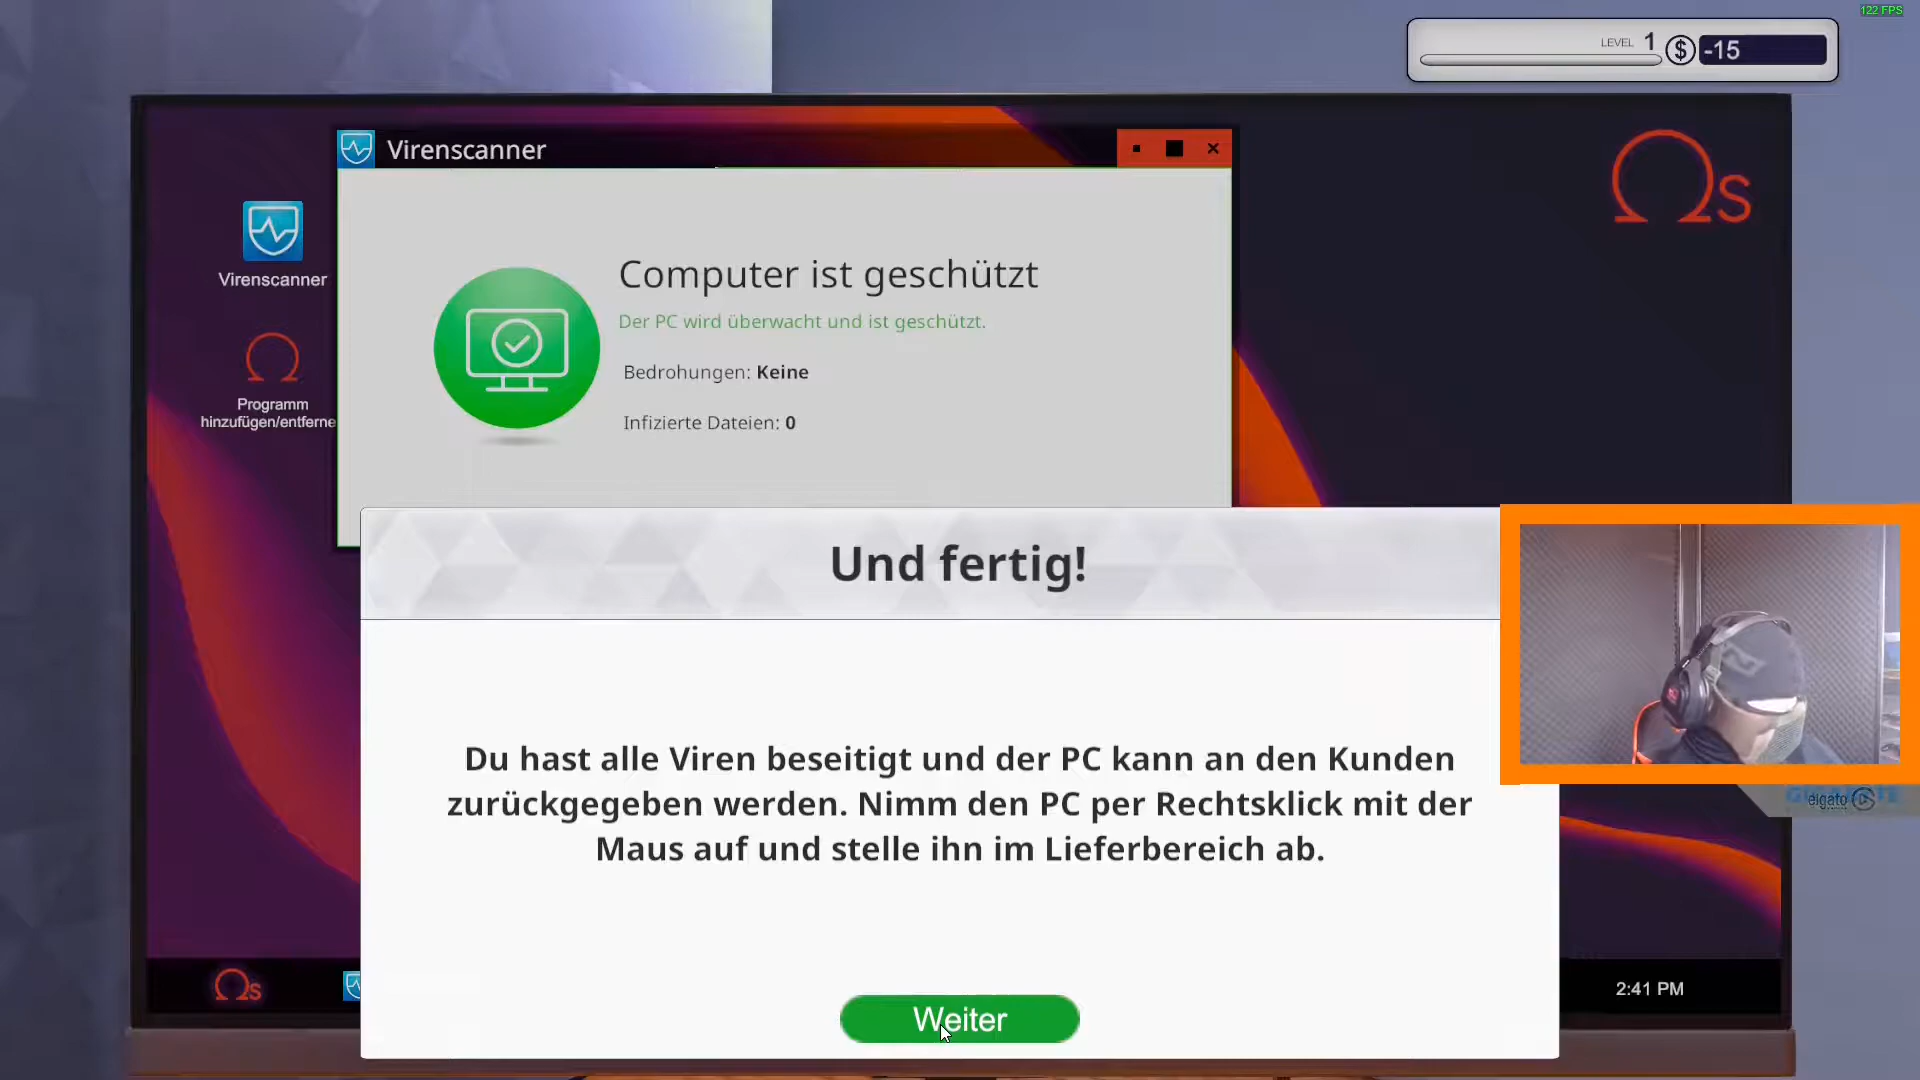 122 FPS
LEVEL 1
$ -15
Virenscanner
Ωs
Virenscanner
Computer ist geschützt
Der PC wird überwacht und ist geschützt.
Bedrohungen: Keine
Infizierte Dateien: 0
Programm
hinzufügen/entferne
Und fertig!
Du hast alle Viren beseitigt und der PC kann an den Kunden
zurückgegeben werden. Nimm den PC per Rechtsklick mit der
Maus auf und stelle ihn im Lieferbereich ab.
elgato
Ωs
2:41 PM
Weiter